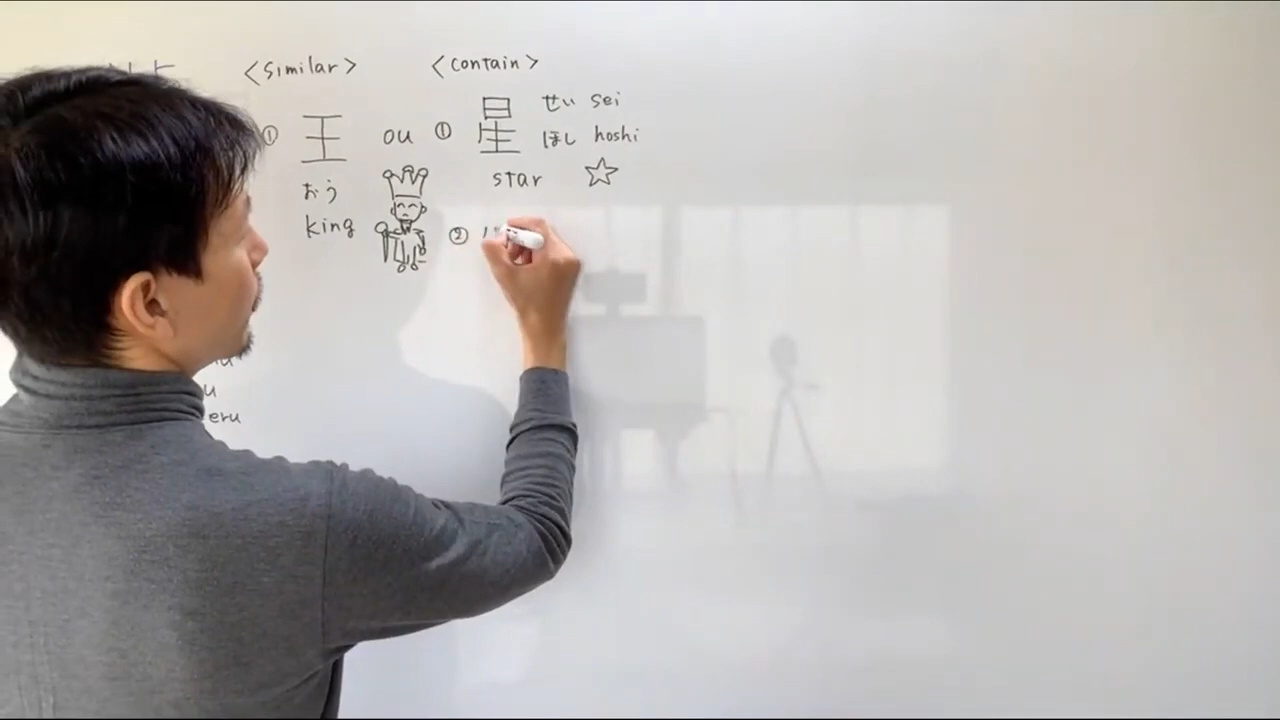 <Similar> <Contain>
① 王 ou ① 星 せい sei
ほし hoshi
おう star ☆
king ②
u
eru